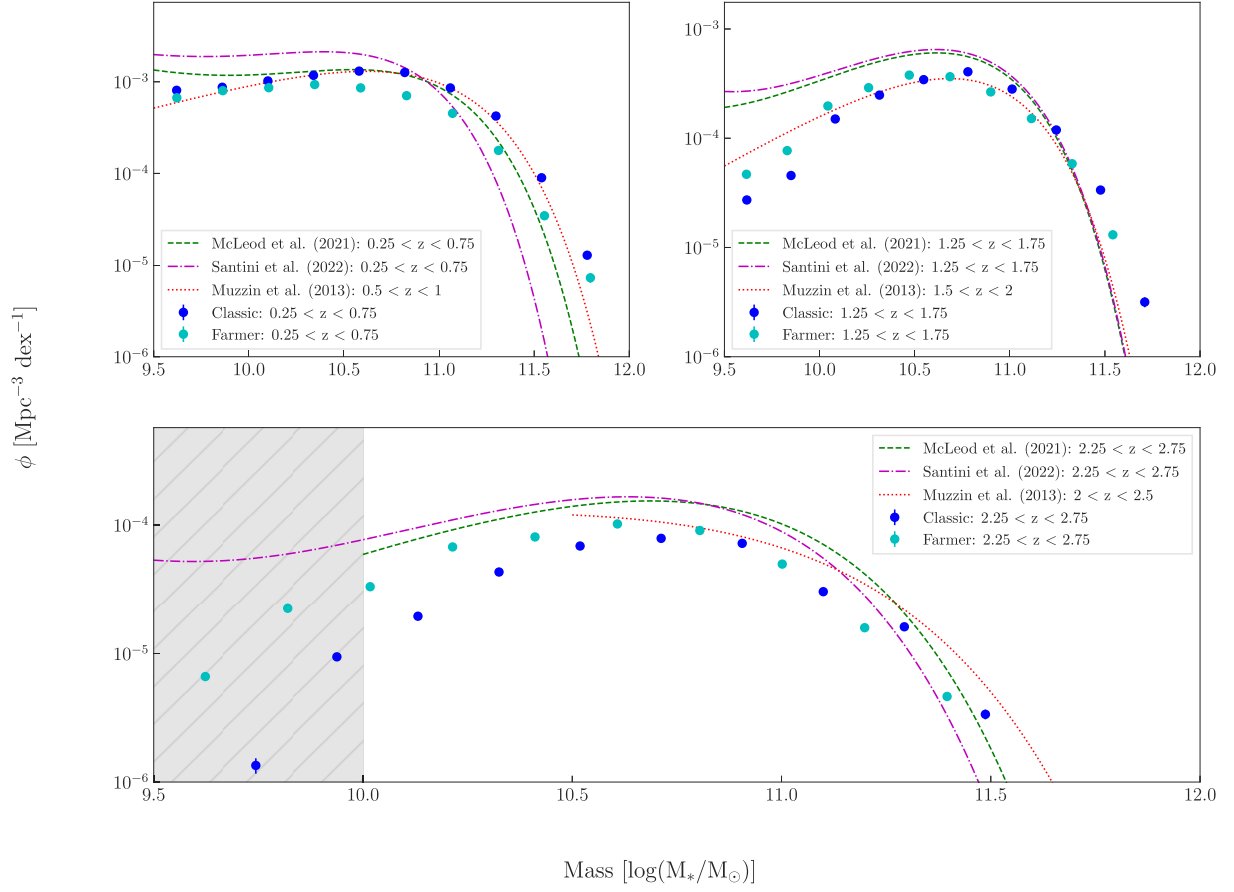 10⁻³
10⁻⁴
10⁻⁵
10⁻⁶
9.5 10.0 10.5 11.0 11.5 12.0
McLeod et al. (2021): 0.25 < z < 0.75
Santini et al. (2022): 0.25 < z < 0.75
Muzzin et al. (2013): 0.5 < z < 1
Classic: 0.25 < z < 0.75
Farmer: 0.25 < z < 0.75
10⁻³
10⁻⁴
10⁻⁵
10⁻⁶
9.5 10.0 10.5 11.0 11.5 12.0
McLeod et al. (2021): 1.25 < z < 1.75
Santini et al. (2022): 1.25 < z < 1.75
Muzzin et al. (2013): 1.5 < z < 2
Classic: 1.25 < z < 1.75
Farmer: 1.25 < z < 1.75
ϕ [Mpc⁻³ dex⁻¹]
10⁻⁴
10⁻⁵
10⁻⁶
9.5 10.0 10.5 11.0 11.5 12.0
McLeod et al. (2021): 2.25 < z < 2.75
Santini et al. (2022): 2.25 < z < 2.75
Muzzin et al. (2013): 2 < z < 2.5
Classic: 2.25 < z < 2.75
Farmer: 2.25 < z < 2.75
Mass [log(M*/M⊙)]